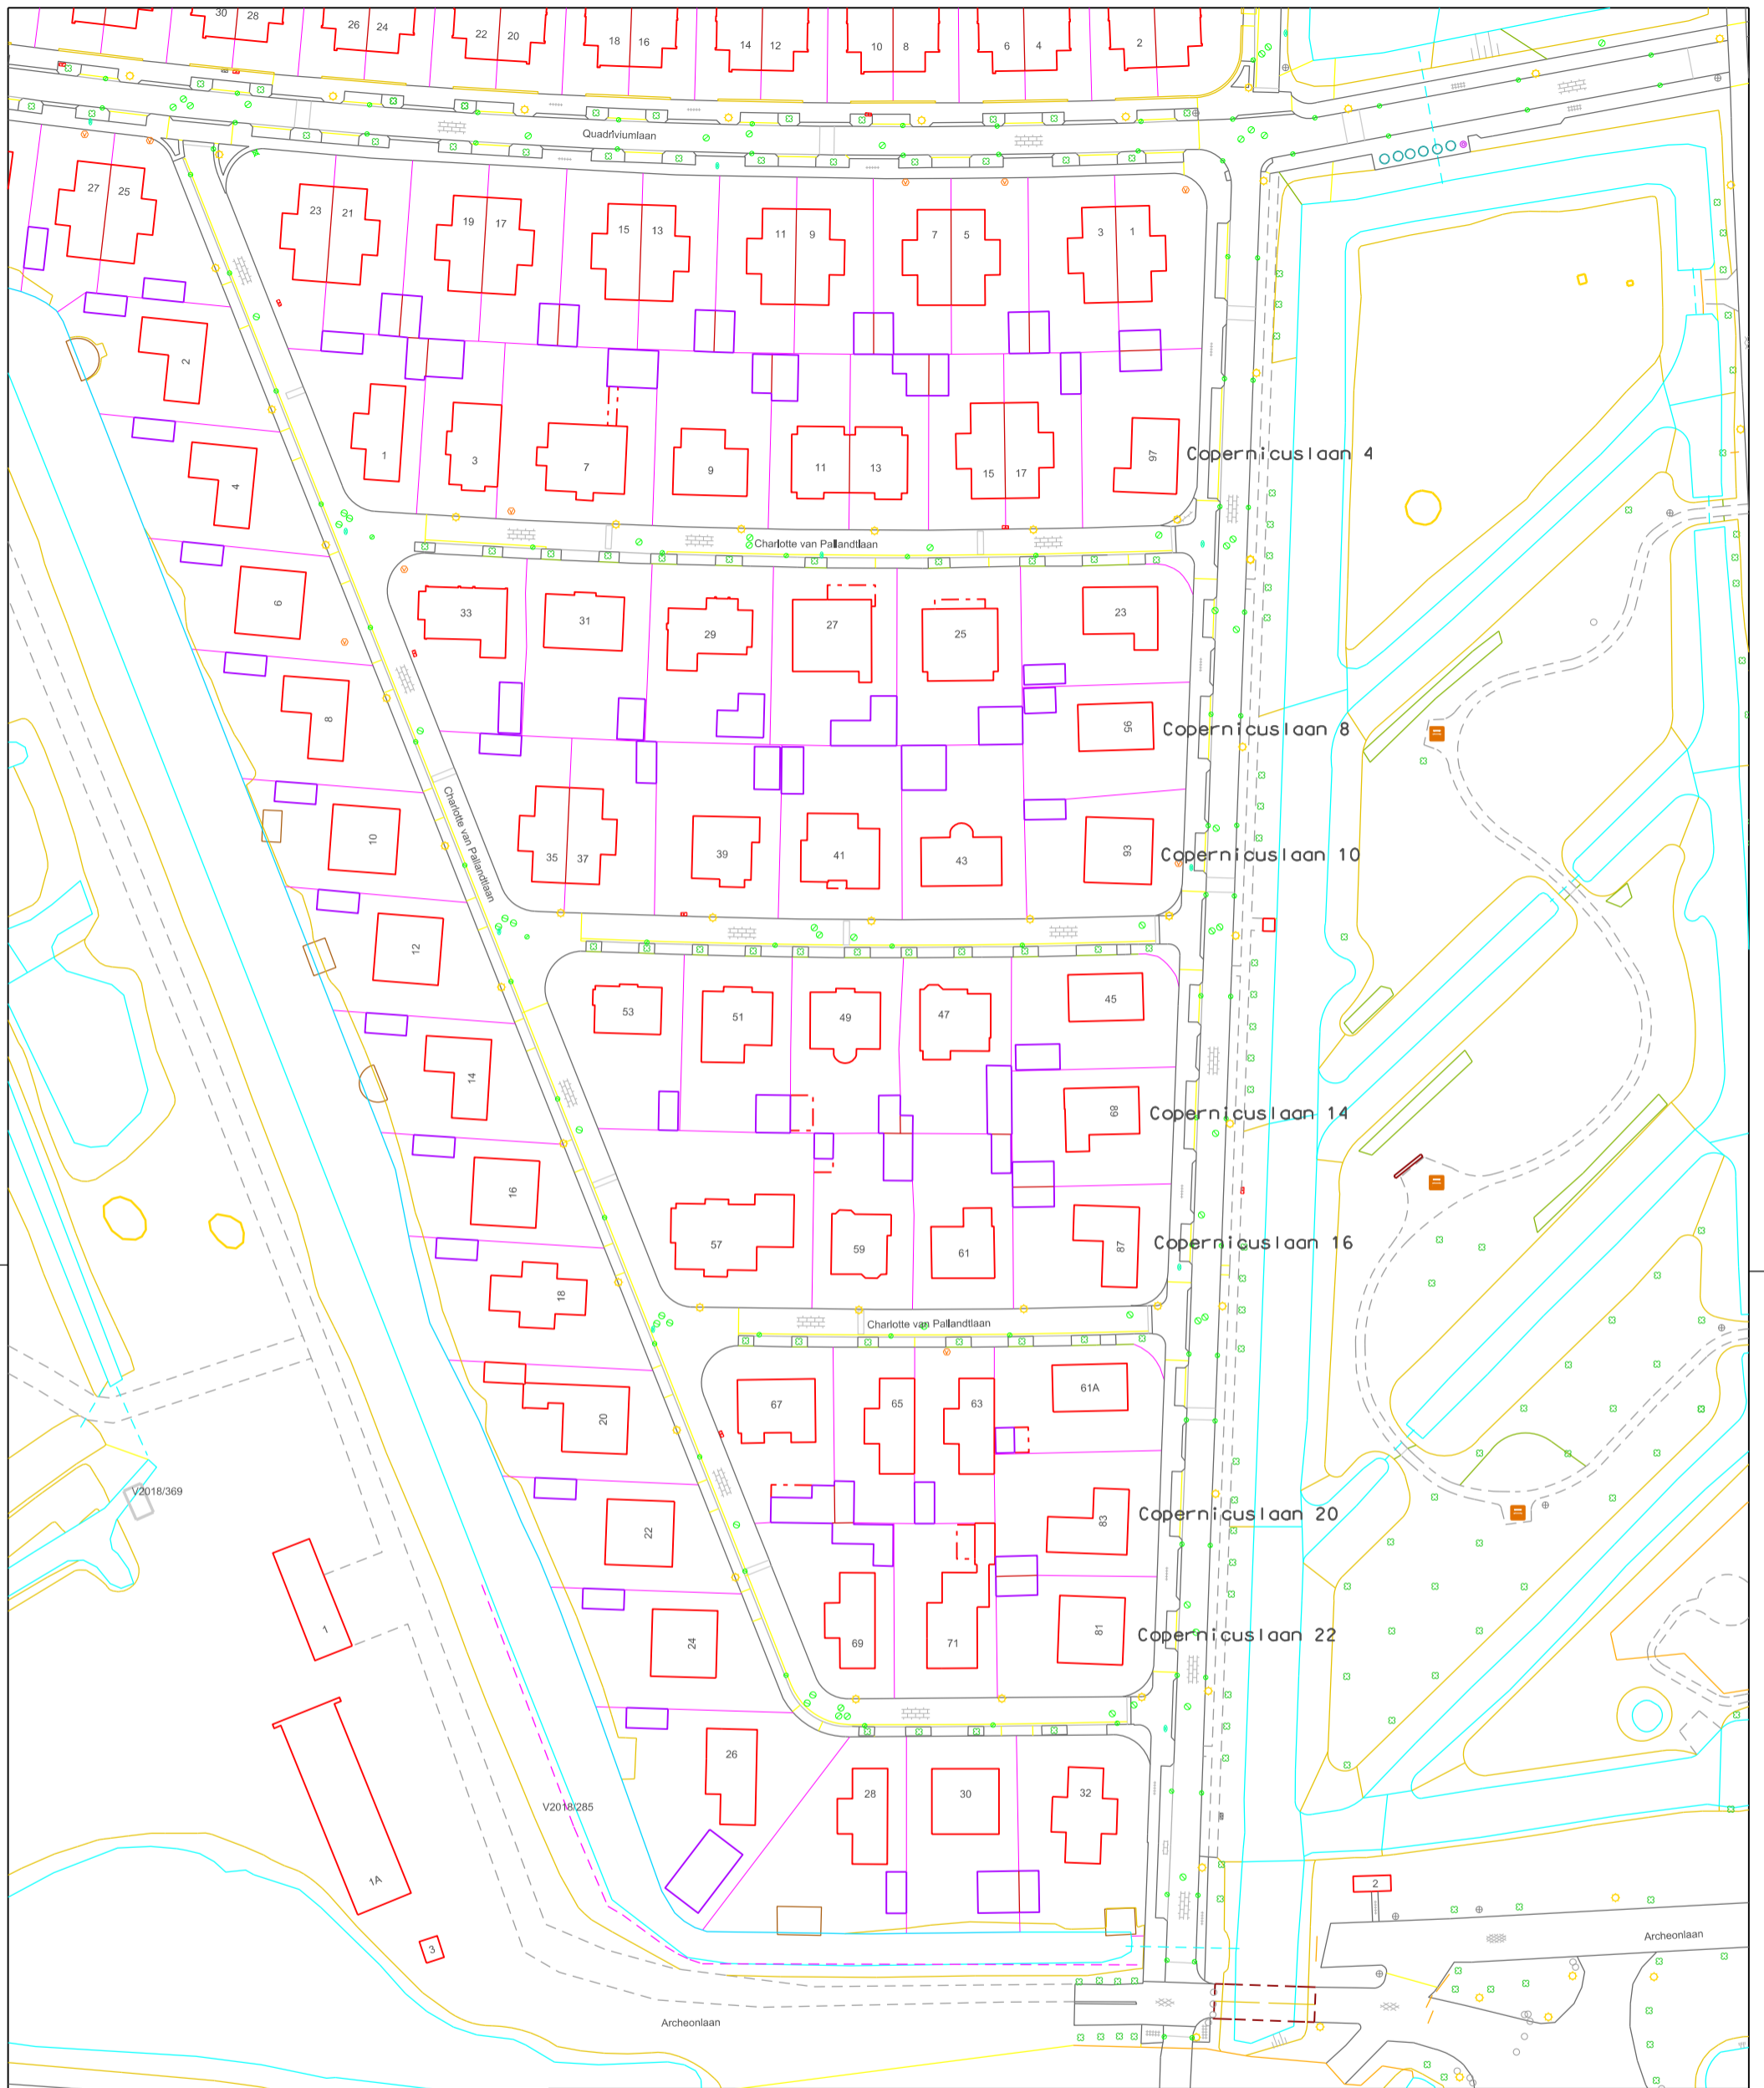 30 28 26 24 22 20 18 16 14 12 10 8 6 4 2
Quadriviumlaan
27 25 23 21 19 17 15 13 11 9 7 5 3 1
2
1 3 7 9 11 13 15 17 97 Copernicuslaan 4
4
Charlotte van Pallandtlaan
6 33 31 29 27 25 23
8 95 Copernicuslaan 8
Charlotte van Pallandtlaan
10 35 37 39 41 43 93 Copernicuslaan 10
12
53 51 49 47 45
14 89 Copernicuslaan 14
16
57 59 61 87 Copernicuslaan 16
18
Charlotte van Pallandtlaan
20 67 65 63 61A
V2018/369
22 83 Copernicuslaan 20
1 24 69 71 81 Copernicuslaan 22
26
V2018/285 28 30 32
1A 2
3 Archeonlaan
Archeonlaan